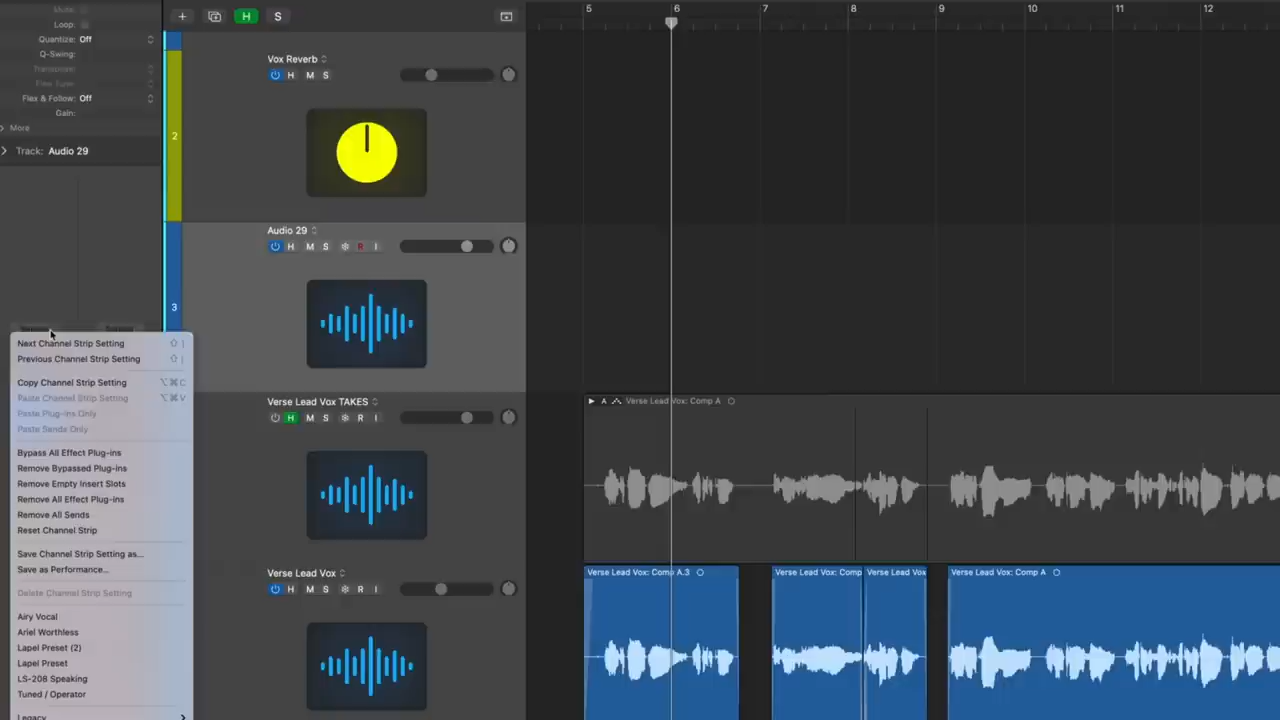 Mute:
Loop:
Quantize: Off
Q-Swing:
Transpose:
Flex & Follow: Off
Gain:
More
Track: Audio 29
Next Channel Strip Setting ⇧ ]
Previous Channel Strip Setting ⇧ [
Copy Channel Strip Setting ⌥⌘C
Paste Channel Strip Setting ⌥⌘V
Paste Plug-ins Only
Paste Sends Only
Bypass All Effect Plug-ins
Remove Bypassed Plug-ins
Remove Empty Insert Slots
Remove All Effect Plug-ins
Remove All Sends
Reset Channel Strip
Save Channel Strip Setting as...
Save as Performance...
Delete Channel Strip Setting
Airy Vocal
Ariel Worthless
Lapel Preset (2)
Lapel Preset
LS-208 Speaking
Tuned / Operator
Legacy
H S
2
Vox Reverb
H M S
3
Audio 29
H M S R I
Verse Lead Vox TAKES
H M S R I
Verse Lead Vox
H M S R I
5 6 7 8 9 10 11 12
A Verse Lead Vox: Comp A
Verse Lead Vox: Comp A.3
Verse Lead Vox: Comp
Verse Lead Vox
Verse Lead Vox: Comp A